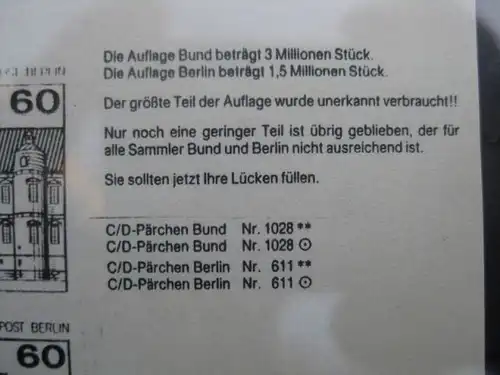 Die Auflage Bund beträgt 3 Millionen Stück.
Die Auflage Berlin beträgt 1,5 Millionen Stück.
BERLIN
60
Der größte Teil der Auflage wurde unerkannt verbraucht!!
Nur noch eine geringer Teil ist übrig geblieben, der für
alle Sammler Bund und Berlin nicht ausreichend ist.
Sie sollten jetzt Ihre Lücken füllen.
C/D-Pärchen Bund Nr. 1028 **
C/D-Pärchen Bund Nr. 1028 ⊙
C/D-Pärchen Berlin Nr. 611 **
C/D-Pärchen Berlin Nr. 611 ⊙
POST BERLIN
60